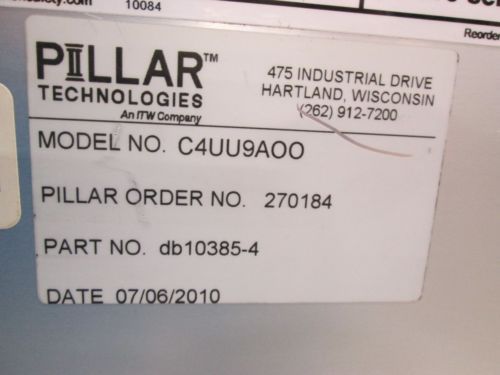 10084
Reorder
PILLAR™
TECHNOLOGIES
An ITW Company
475 INDUSTRIAL DRIVE
HARTLAND, WISCONSIN
(262) 912-7200
MODEL NO. C4UU9AOO
PILLAR ORDER NO. 270184
PART NO. db10385-4
DATE 07/06/2010